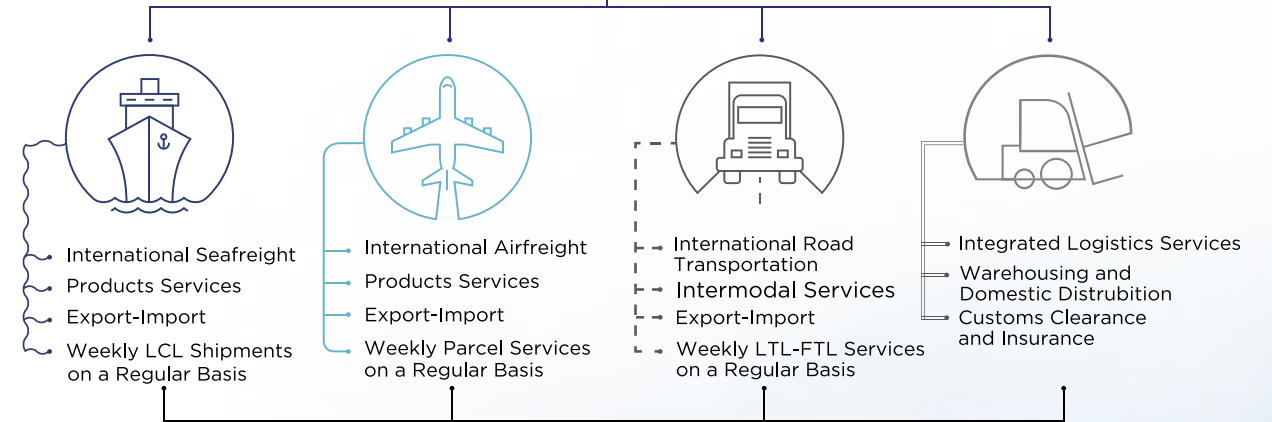 International Seafreight
Products Services
Export-Import
Weekly LCL Shipments
on a Regular Basis
International Airfreight
Products Services
Export-Import
Weekly Parcel Services
on a Regular Basis
International Road
Transportation
Intermodal Services
Export-Import
Weekly LTL-FTL Services
on a Regular Basis
Integrated Logistics Services
Warehousing and
Domestic Distrubition
Customs Clearance
and Insurance